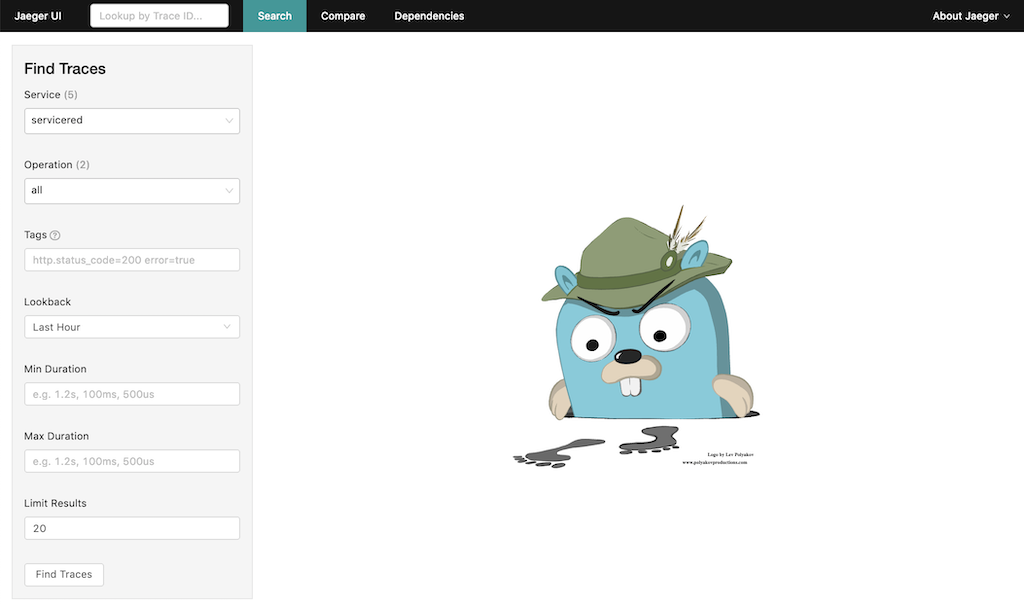 Jaeger UI Lookup by Trace ID... Search Compare Dependencies About Jaeger
Find Traces
Service (5)
servicered
Operation (2)
all
Tags
http.status_code=200 error=true
Lookback
Last Hour
Min Duration
e.g. 1.2s, 100ms, 500us
Max Duration
e.g. 1.2s, 100ms, 500us
Limit Results
20
Find Traces
Logo by Lev Polyakov
www.polyakovproductions.com